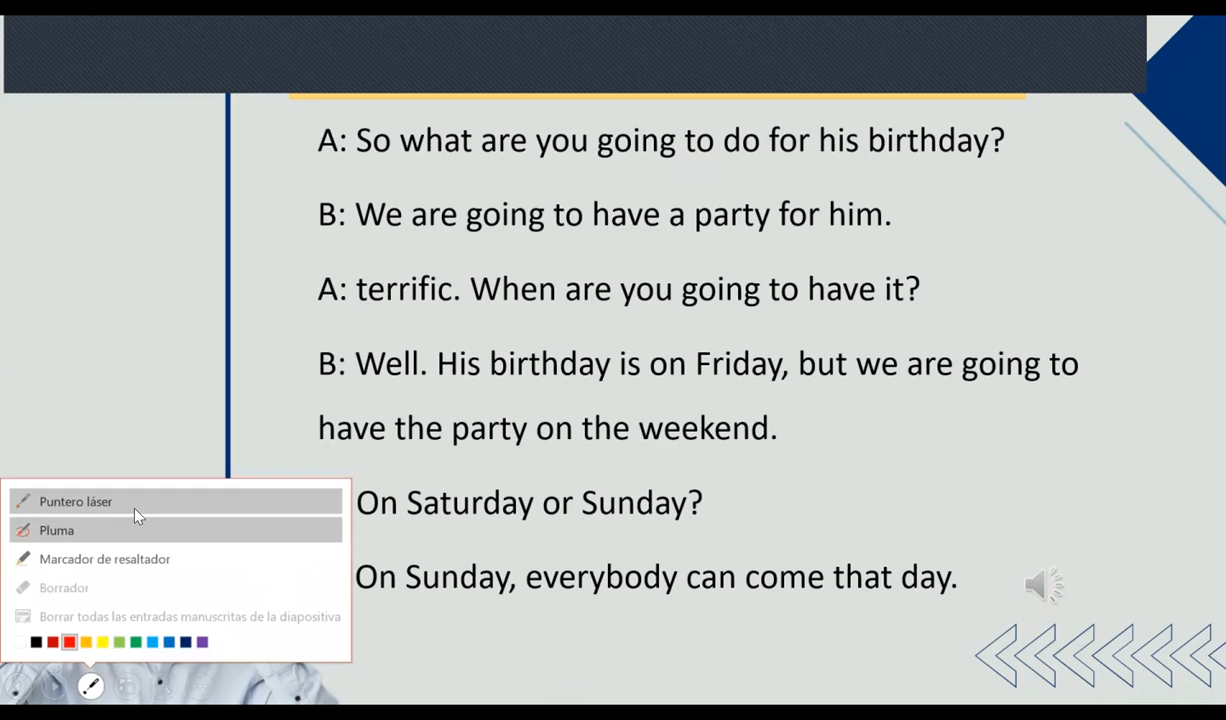 A: So what are you going to do for his birthday?
B: We are going to have a party for him.
A: terrific. When are you going to have it?
B: Well. His birthday is on Friday, but we are going to
have the party on the weekend.
On Saturday or Sunday?
On Sunday, everybody can come that day.
Puntero láser
Pluma
Marcador de resaltador
Borrador
Borrar todas las entradas manuscritas de la diapositiva